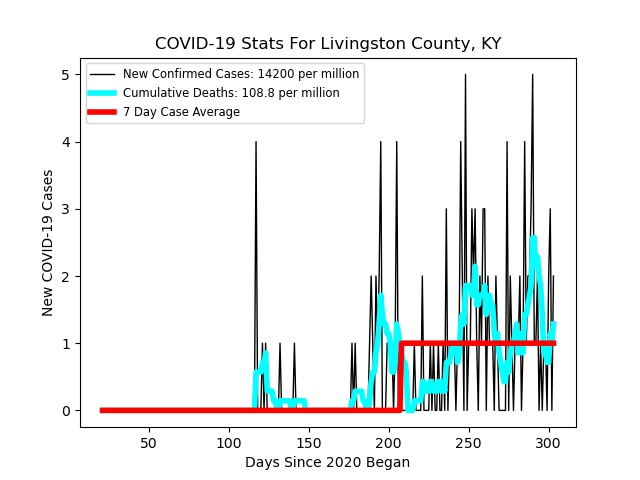 COVID-19 Stats For Livingston County, KY
New Confirmed Cases: 14200 per million
Cumulative Deaths: 108.8 per million
7 Day Case Average
New COVID-19 Cases
5
4
3
2
1
0
50 100 150 200 250 300
Days Since 2020 Began